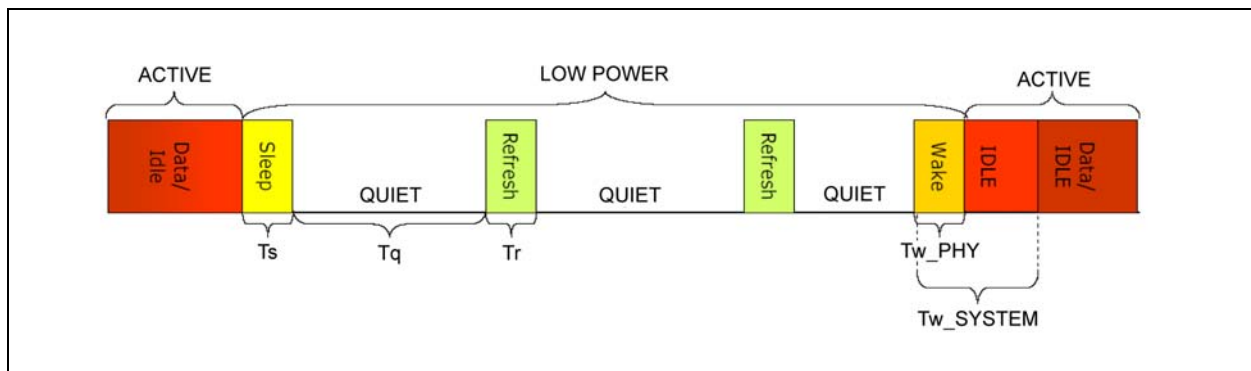 ACTIVE
LOW POWER
ACTIVE
Data/
Idle
Sleep
QUIET
Refresh
QUIET
Refresh
QUIET
Wake
IDLE
Data/
IDLE
Ts
Tq
Tr
Tw_PHY
Tw_SYSTEM